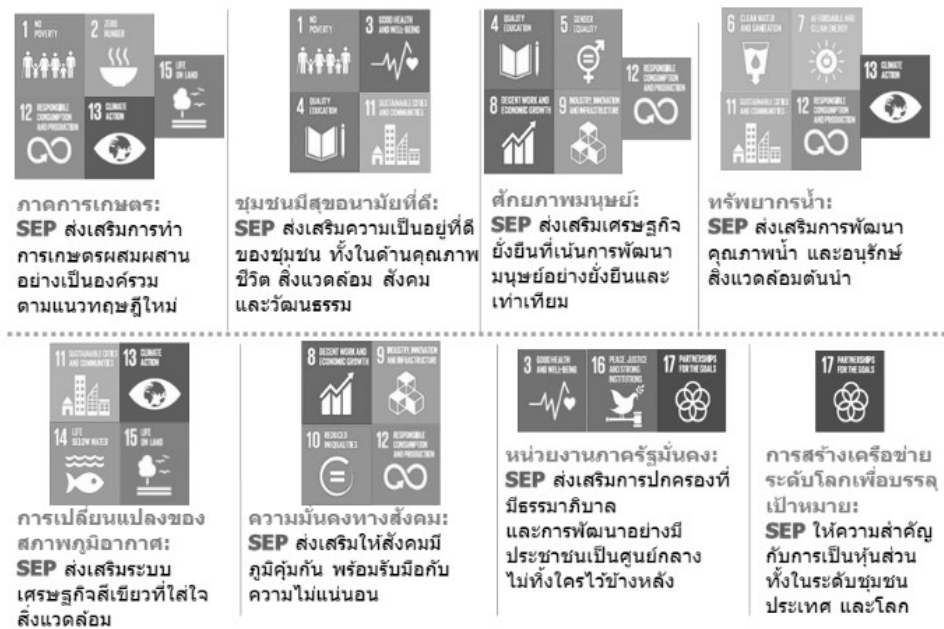 1 NO POVERTY
2 ZERO HUNGER
15 LIFE ON LAND
12 RESPONSIBLE CONSUMPTION AND PRODUCTION
13 CLIMATE ACTION
ภาคการเกษตร:
SEP ส่งเสริมการทำ
การเกษตรผสมผสาน
อย่างเป็นองค์รวม
ตามแนวทฤษฎีใหม่
1 NO POVERTY
3 GOOD HEALTH AND WELL-BEING
4 QUALITY EDUCATION
11 SUSTAINABLE CITIES AND COMMUNITIES
ชุมชนมีสุขอนามัยที่ดี:
SEP ส่งเสริมความเป็นอยู่ที่ดี
ของชุมชน ทั้งในด้านคุณภาพ
ชีวิต สิ่งแวดล้อม สังคม
และวัฒนธรรม
4 QUALITY EDUCATION
5 GENDER EQUALITY
12 RESPONSIBLE CONSUMPTION AND PRODUCTION
8 DECENT WORK AND ECONOMIC GROWTH
9 INDUSTRY, INNOVATION AND INFRASTRUCTURE
ศักยภาพมนุษย์:
SEP ส่งเสริมเศรษฐกิจ
ยั่งยืนที่เน้นการพัฒนา
มนุษย์อย่างยั่งยืนและ
เท่าเทียม
6 CLEAN WATER AND SANITATION
7 AFFORDABLE AND CLEAN ENERGY
13 CLIMATE ACTION
11 SUSTAINABLE CITIES AND COMMUNITIES
12 RESPONSIBLE CONSUMPTION AND PRODUCTION
ทรัพยากรน้ำ:
SEP ส่งเสริมการพัฒนา
คุณภาพน้ำ และอนุรักษ์
สิ่งแวดล้อมต้นน้ำ
11 SUSTAINABLE CITIES AND COMMUNITIES
13 CLIMATE ACTION
14 LIFE BELOW WATER
15 LIFE ON LAND
การเปลี่ยนแปลงของ
สภาพภูมิอากาศ:
SEP ส่งเสริมระบบ
เศรษฐกิจสีเขียวที่ใส่ใจ
สิ่งแวดล้อม
8 DECENT WORK AND ECONOMIC GROWTH
9 INDUSTRY, INNOVATION AND INFRASTRUCTURE
10 REDUCED INEQUALITIES
12 RESPONSIBLE CONSUMPTION AND PRODUCTION
ความมั่นคงทางสังคม:
SEP ส่งเสริมให้สังคมมี
ภูมิคุ้มกัน พร้อมรับมือกับ
ความไม่แน่นอน
3 GOOD HEALTH AND WELL-BEING
16 PEACE, JUSTICE AND STRONG INSTITUTIONS
17 PARTNERSHIPS FOR THE GOALS
หน่วยงานภาครัฐมั่นคง:
SEP ส่งเสริมการปกครองที่
มีธรรมาภิบาล
และการพัฒนาอย่างมี
ประชาชนเป็นศูนย์กลาง
ไม่ทิ้งใครไว้ข้างหลัง
17 PARTNERSHIPS FOR THE GOALS
การสร้างเครือข่าย
ระดับโลกเพื่อบรรลุ
เป้าหมาย:
SEP ให้ความสำคัญ
กับการเป็นหุ้นส่วน
ทั้งในระดับชุมชน
ประเทศ และโลก